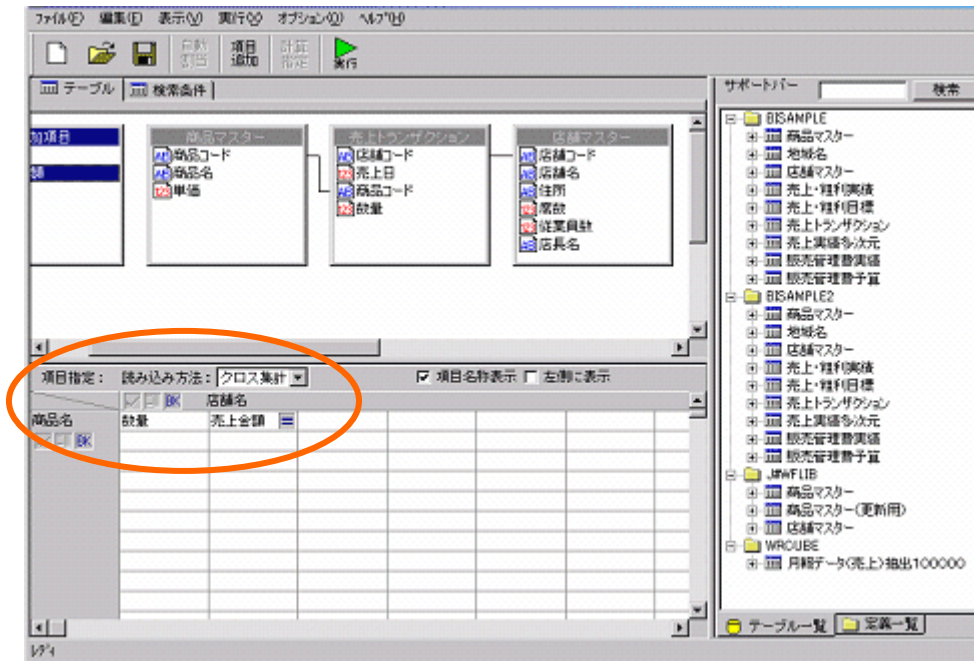 ファイル(F) 編集(E) 表示(V) 実行(X) オプション(O) ヘルプ(H)
自動割当 項目追加 計算指定 実行
テーブル 検索条件
加項目
額
商品マスター
商品コード
商品名
単価
売上トランザクション
店舗コード
売上日
商品コード
数量
店舗マスター
店舗コード
店舗名
住所
席数
従業員数
店長名
項目指定： 読み込み方法： クロス集計 項目名称表示 左側に表示
BK 店舗名
商品名 数量 売上金額
BK
サポートバー 検索
BISAMPLE
商品マスター
地域名
店舗マスター
売上・粗利実績
売上・粗利目標
売上トランザクション
売上実績多次元
販売管理費実績
販売管理費予算
BISAMPLE2
商品マスター
地域名
店舗マスター
売上・粗利実績
売上・粗利目標
売上トランザクション
売上実績多次元
販売管理費実績
販売管理費予算
J#WFLIB
商品マスター
商品マスター(更新用)
店舗マスター
WRCUBE
月報データ(売上)抽出100000
テーブル一覧 定義一覧
レディ